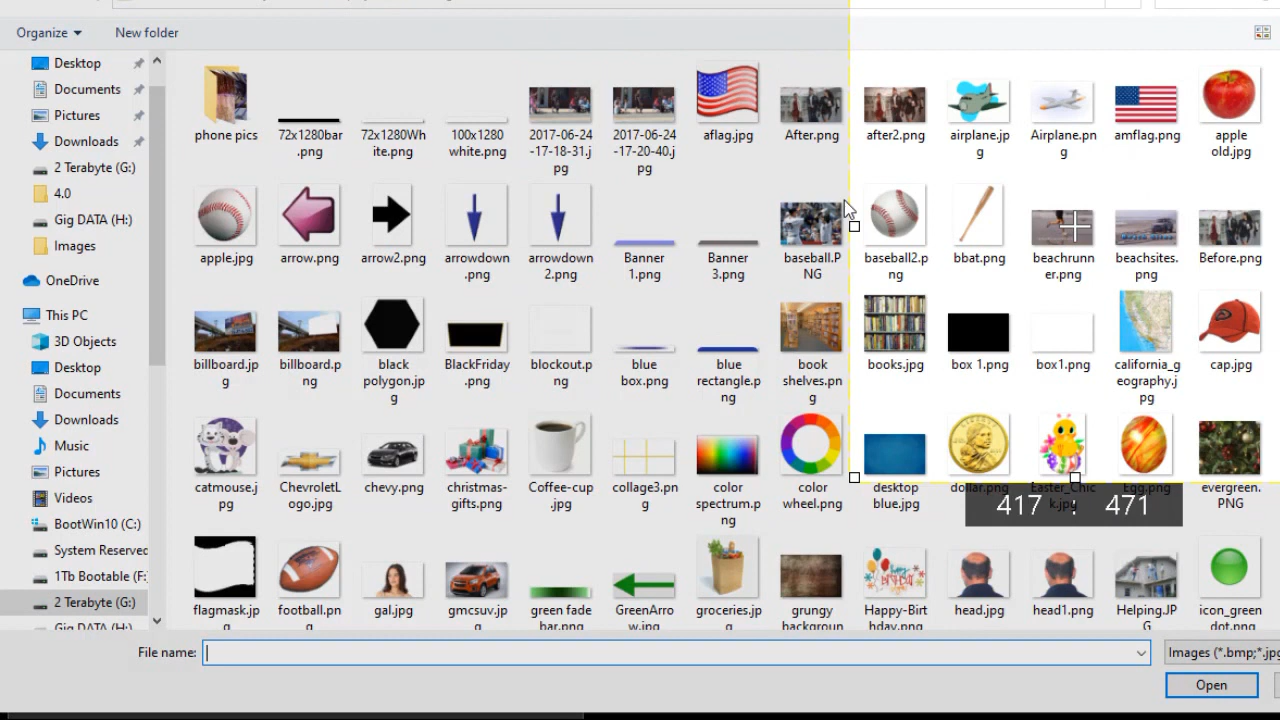 Organize
New folder
Desktop
Documents
Pictures
Downloads
2 Terabyte (G:)
4.0
Gig DATA (H:)
Images
OneDrive
This PC
3D Objects
Desktop
Documents
Downloads
Music
Pictures
Videos
BootWin10 (C:)
System Reserved
1Tb Bootable (F:
2 Terabyte (G:)
Gig DATA (H:)
phone pics
72x1280bar
.png
72x1280Wh
ite.png
100x1280
white.png
2017-06-24
-17-18-31.j
pg
2017-06-24
-17-20-40.j
pg
aflag.jpg
After.png
after2.png
airplane.jp
g
Airplane.pn
g
amflag.png
apple
old.jpg
apple.jpg
arrow.png
arrow2.png
arrowdown
.png
arrowdown
2.png
Banner
1.png
Banner
3.png
baseball.P
NG
baseball2.p
ng
bbat.png
beachrunn
er.png
beachsites.
png
Before.png
billboard.jp
g
billboard.p
ng
black
polygon.jp
g
BlackFriday
.png
blockout.p
ng
blue
box.png
blue
rectangle.p
ng
book
shelves.pn
g
books.jpg
box 1.png
box1.png
california_g
eography.j
pg
cap.jpg
catmouse.j
pg
ChevroletL
ogo.jpg
Chevy.png
christmas-
gifts.png
Coffee-cup
.jpg
collage3.pn
g
color
spectrum.p
ng
color
wheel.png
desktop
blue.jpg
dollar.png
Easter_Chic
k.jpg
Egg.png
evergreen.
PNG
417 : 471
flagmask.jp
g
football.pn
g
gal.jpg
gmcsuv.jp
g
green fade
bar.png
GreenArro
w.jpg
groceries.jp
g
grungy
backgroun
Happy-Birt
hday.png
head.jpg
head1.png
Helping.JP
G
icon_green
dot.png
File name:
Images (*.bmp;*.jpg
Open